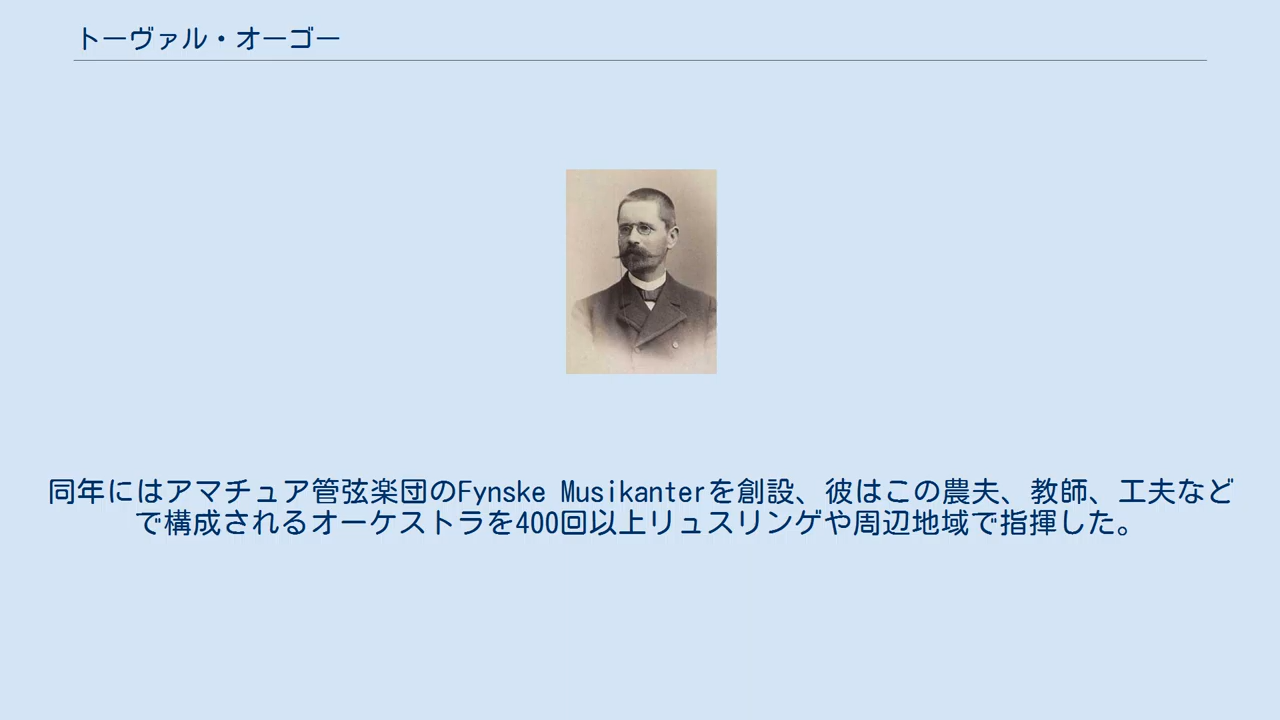 トーヴァル・オーゴー
同年にはアマチュア管弦楽団のFynske Musikanterを創設、彼はこの農夫、教師、工夫など
で構成されるオーケストラを400回以上リュスリンゲや周辺地域で指揮した。